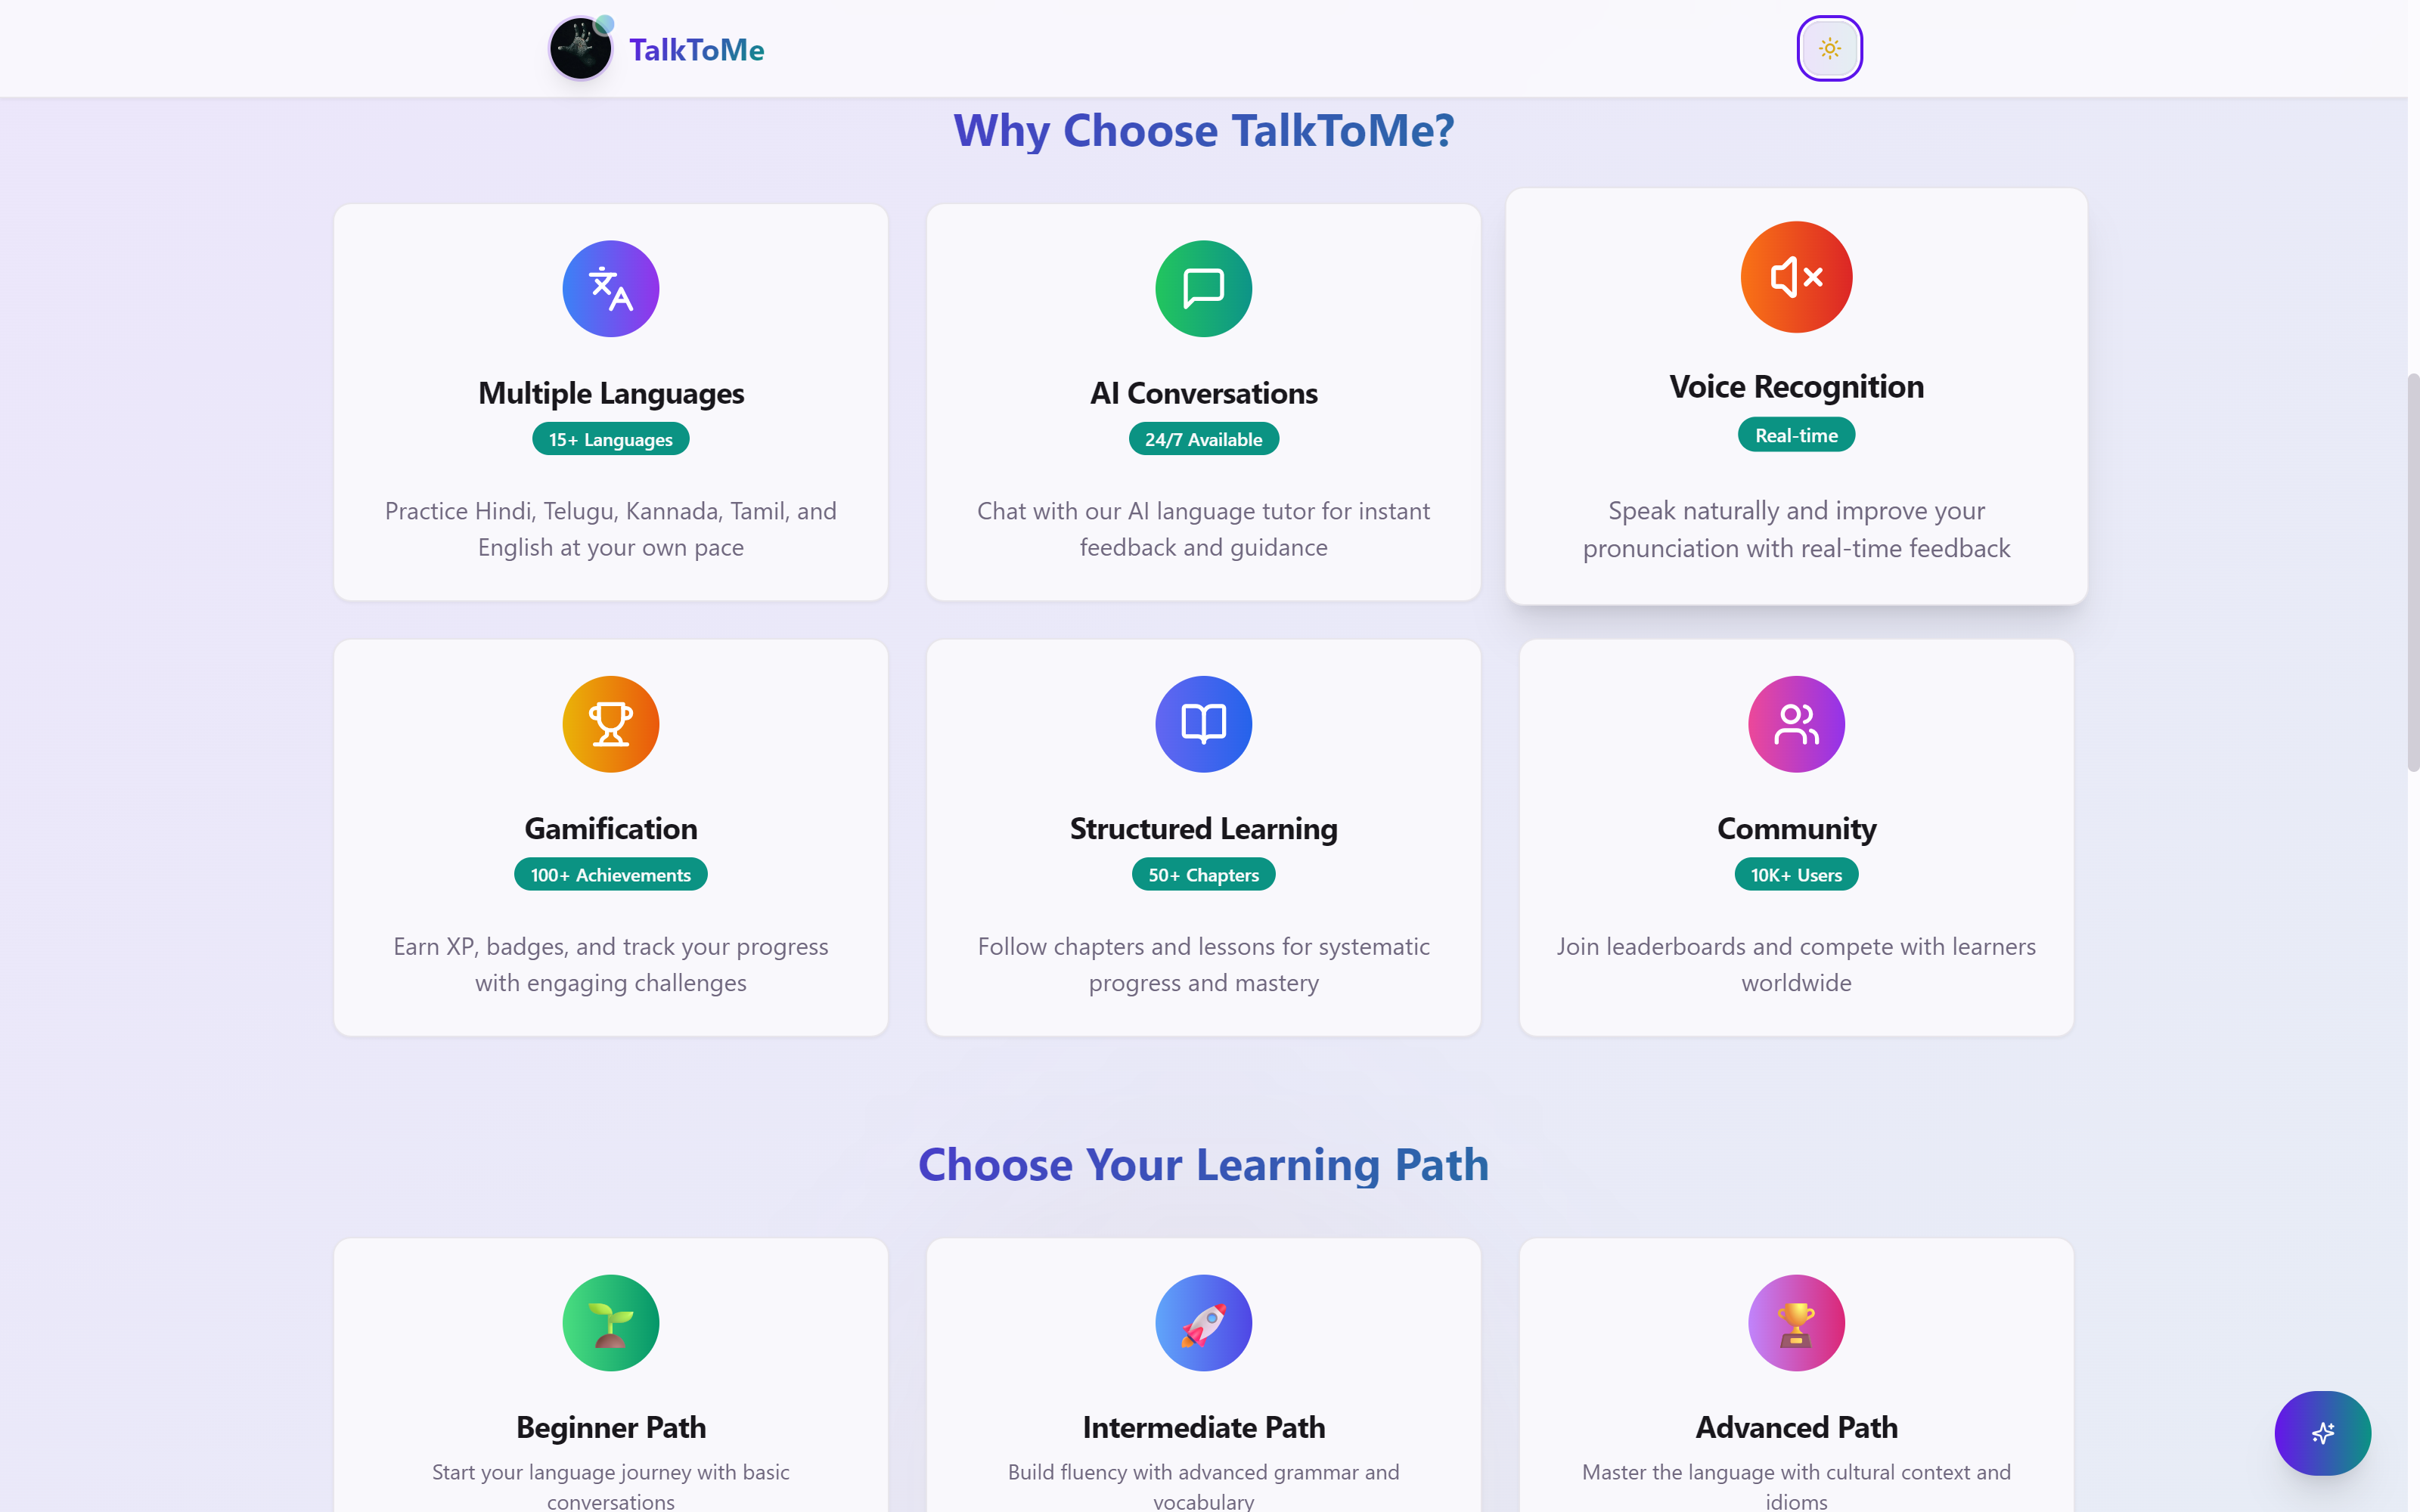 TalkToMe
Why Choose TalkToMe?
Multiple Languages
15+ Languages
Practice Hindi, Telugu, Kannada, Tamil, and
English at your own pace
AI Conversations
24/7 Available
Chat with our AI language tutor for instant
feedback and guidance
Voice Recognition
Real-time
Speak naturally and improve your
pronunciation with real-time feedback
Gamification
100+ Achievements
Earn XP, badges, and track your progress
with engaging challenges
Structured Learning
50+ Chapters
Follow chapters and lessons for systematic
progress and mastery
Community
10K+ Users
Join leaderboards and compete with learners
worldwide
Choose Your Learning Path
Beginner Path
Start your language journey with basic
conversations
Intermediate Path
Build fluency with advanced grammar and
vocabulary
Advanced Path
Master the language with cultural context and
idioms